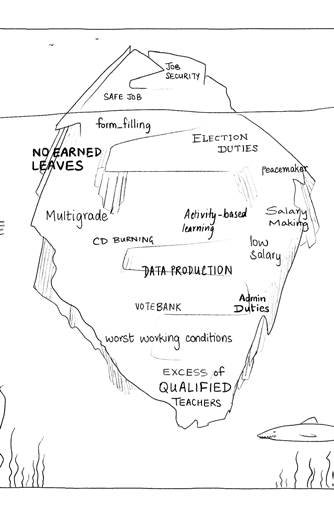 JOB
SECURITY
SAFE JOB
form_filling
ELECTION
DUTIES
NO EARNED
LEAVES
Peacemaker
Multigrade
Activity-based
learning
Salary
Making
CD BURNING
low
Salary
DATA PRODUCTION
VOTEBANK
Admin
Duties
worst working conditions
EXCESS of
QUALIFIED
TEACHERS